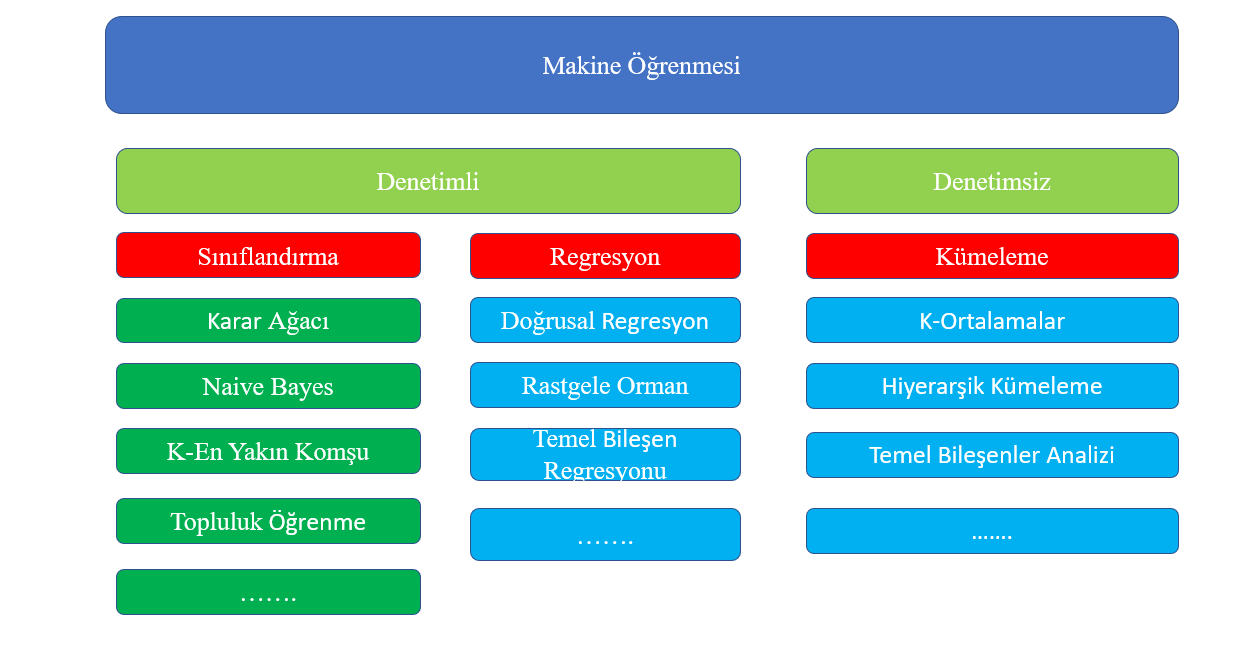 Makine Öğrenmesi
Denetimli
Denetimsiz
Sınıflandırma
Regresyon
Kümeleme
Karar Ağacı
Doğrusal Regresyon
K-Ortalamalar
Naive Bayes
Rastgele Orman
Hiyerarşik Kümeleme
K-En Yakın Komşu
Temel Bileşen
Regresyonu
Temel Bileşenler Analizi
Topluluk Öğrenme
…….
…….
…….